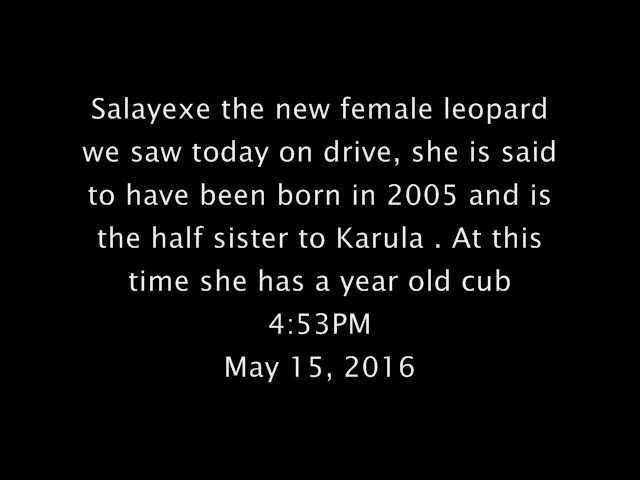 Salayexe the new female leopard
we saw today on drive, she is said
to have been born in 2005 and is
the half sister to Karula . At this
time she has a year old cub
4:53PM
May 15, 2016